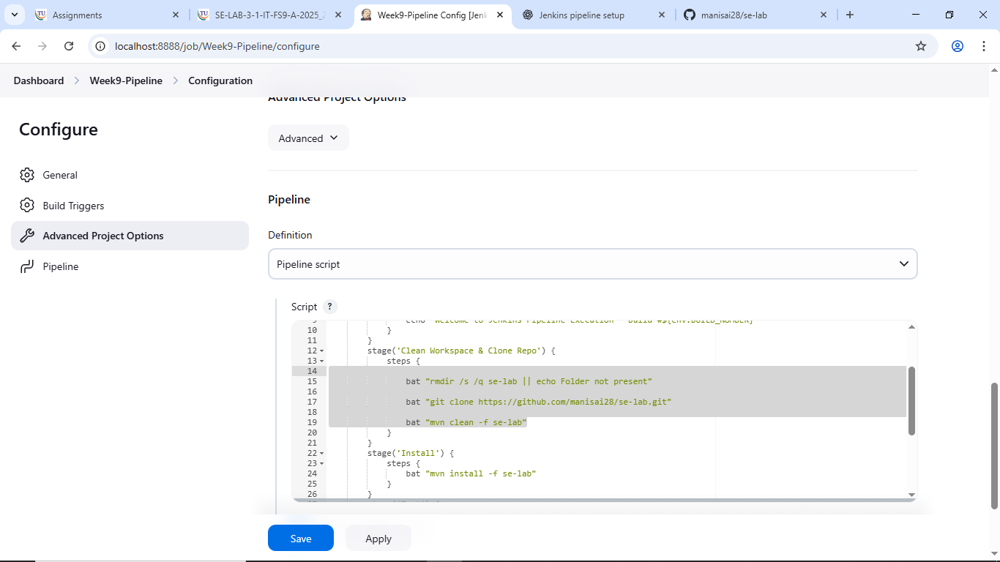 Assignments
SE-LAB-3-1-IT-FS9-A-2025_2
Week9-Pipeline Config [Jenk
Jenkins pipeline setup
manisai28/se-lab
localhost:8888/job/Week9-Pipeline/configure
Dashboard > Week9-Pipeline > Configuration
Advanced Project Options
Configure
Advanced
General
Build Triggers
Advanced Project Options
Pipeline
Pipeline
Definition
Pipeline script
Script ?
9 echo "Welcome to Jenkins Pipeline Execution - Build #${env.BUILD_NUMBER}
10 }
11 }
12 stage('Clean Workspace & Clone Repo') {
13 steps {
14
15 bat "rmdir /s /q se-lab || echo Folder not present"
16
17 bat "git clone https://github.com/manisai28/se-lab.git"
18
19 bat "mvn clean -f se-lab"
20 }
21 }
22 stage('Install') {
23 steps {
24 bat "mvn install -f se-lab"
25 }
26 }
Save
Apply